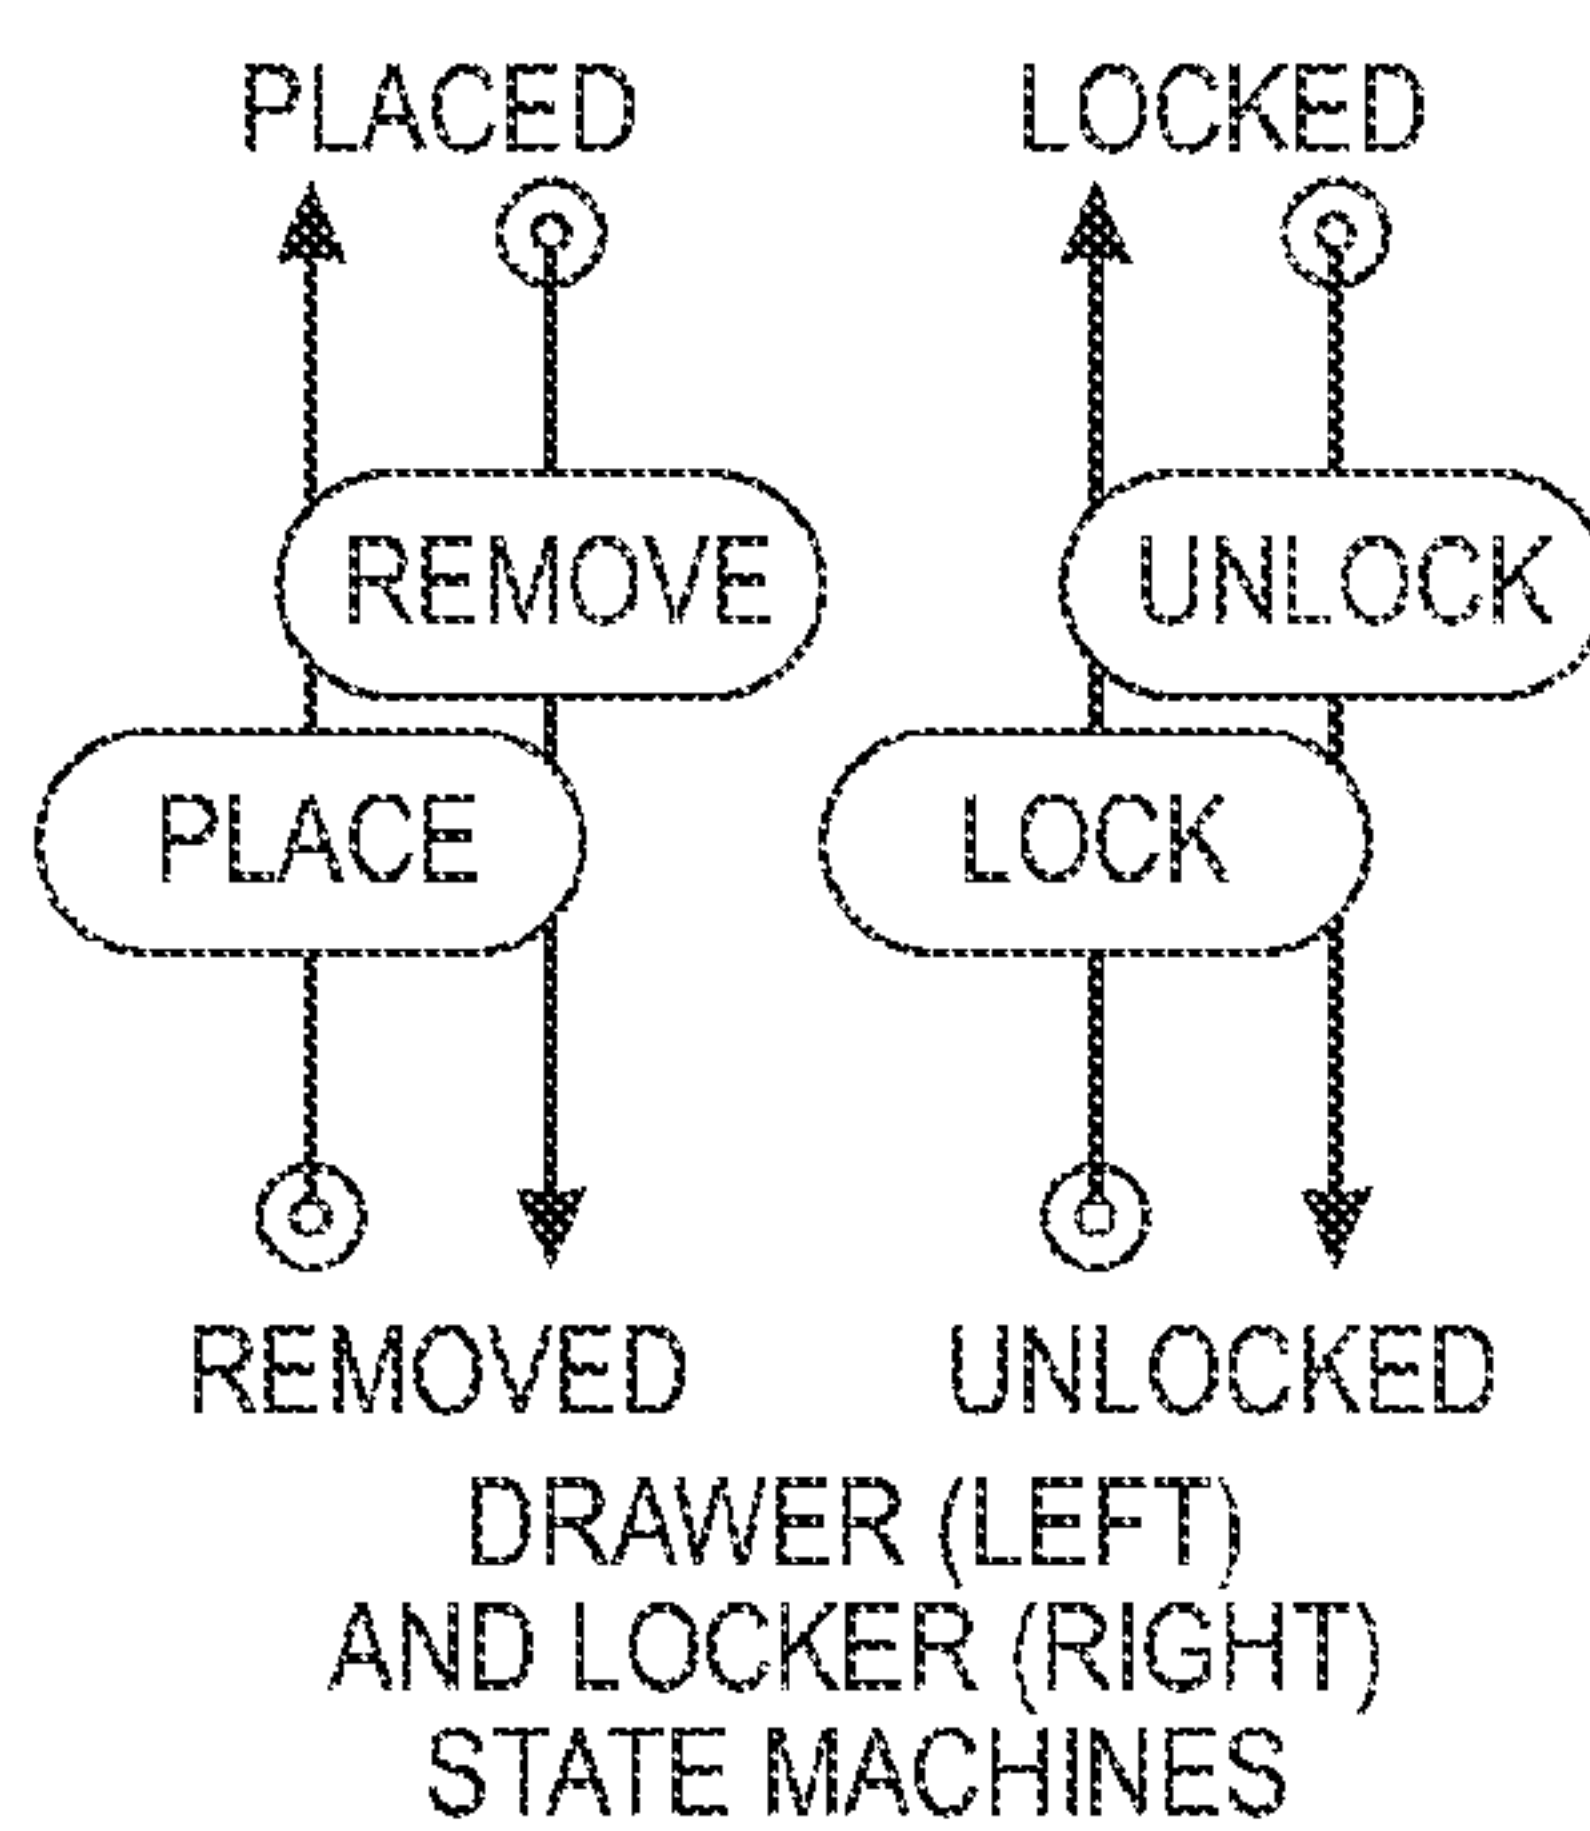 PLACED LOCKED
REMOVE UNLOCK
PLACE LOCK
REMOVED UNLOCKED
DRAWER (LEFT)
AND LOCKER (RIGHT)
STATE MACHINES